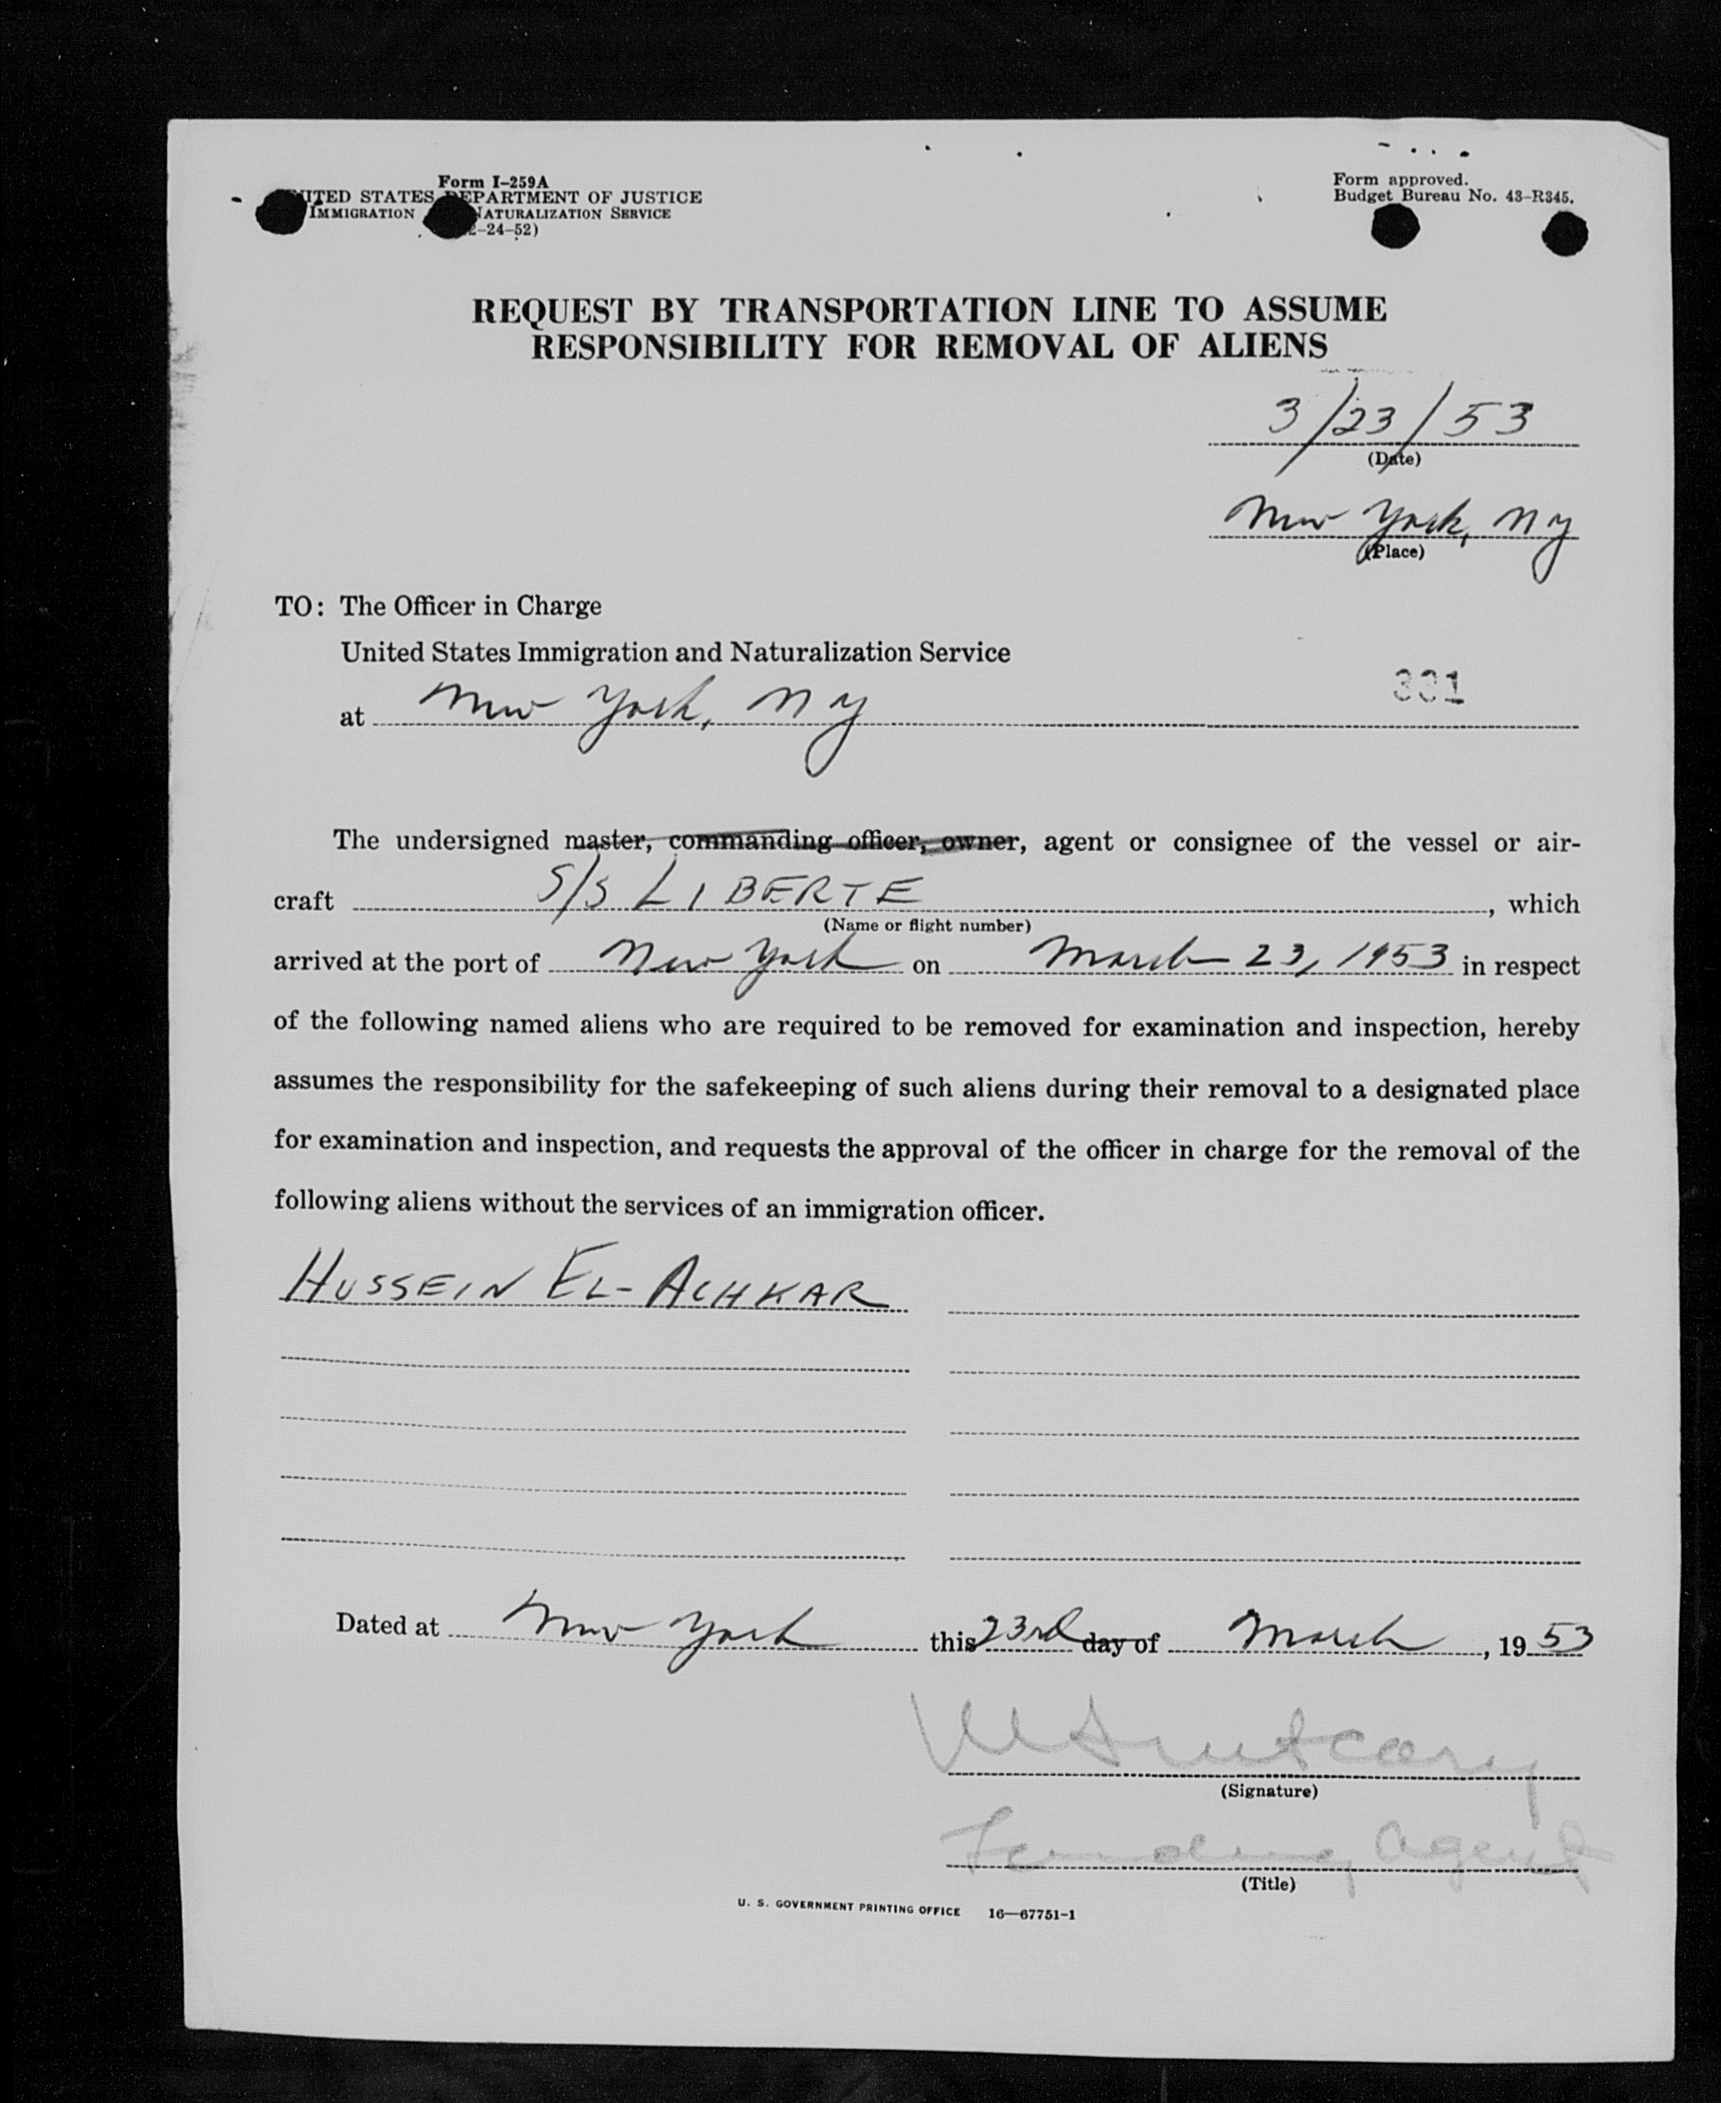 Form I-259A
UNITED STATES DEPARTMENT OF JUSTICE
IMMIGRATION NATURALIZATION SERVICE
2-24-52)
Form approved.
Budget Bureau No. 43-R345.
REQUEST BY TRANSPORTATION LINE TO ASSUME
RESPONSIBILITY FOR REMOVAL OF ALIENS
3/23/53
(Date)
New York, NY
(Place)
TO: The Officer in Charge
United States Immigration and Naturalization Service
331
at New York, NY
The undersigned master, commanding officer, owner, agent or consignee of the vessel or air-
craft S/S LIBERTE, which
(Name or flight number)
arrived at the port of New York on March 23, 1953 in respect
of the following named aliens who are required to be removed for examination and inspection, hereby
assumes the responsibility for the safekeeping of such aliens during their removal to a designated place
for examination and inspection, and requests the approval of the officer in charge for the removal of the
following aliens without the services of an immigration officer.
HUSSEIN EL-ACHKAR
Dated at New York this 23rd day of March, 1953
(Signature)
Landing Agent
(Title)
U. S. GOVERNMENT PRINTING OFFICE 16—67751-1